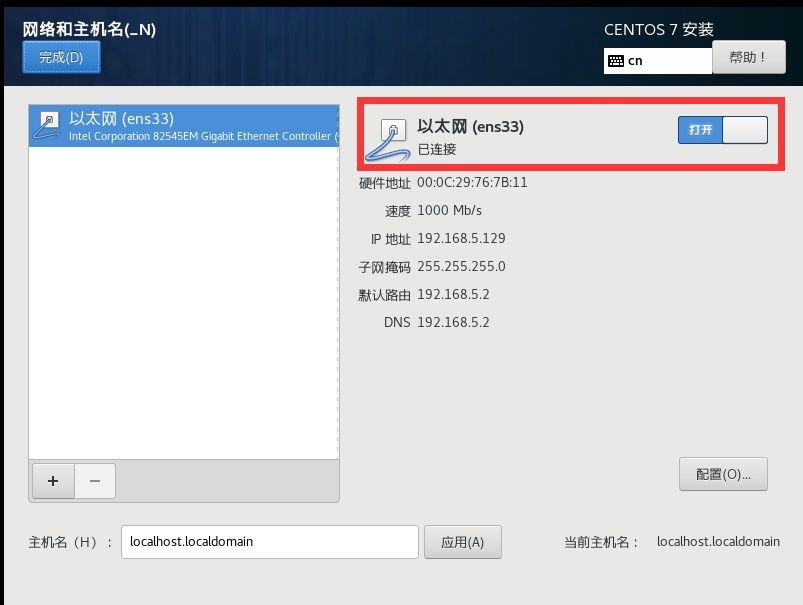 网络和主机名(_N)
CENTOS 7 安装
完成(D)
cn
帮助！
以太网 (ens33)
Intel Corporation 82545EM Gigabit Ethernet Controller (
以太网 (ens33)
已连接
打开
硬件地址 00:0C:29:76:7B:11
速度 1000 Mb/s
IP 地址 192.168.5.129
子网掩码 255.255.255.0
默认路由 192.168.5.2
DNS 192.168.5.2
+ −
配置(O)...
主机名（H）： localhost.localdomain 应用(A) 当前主机名： localhost.localdomain